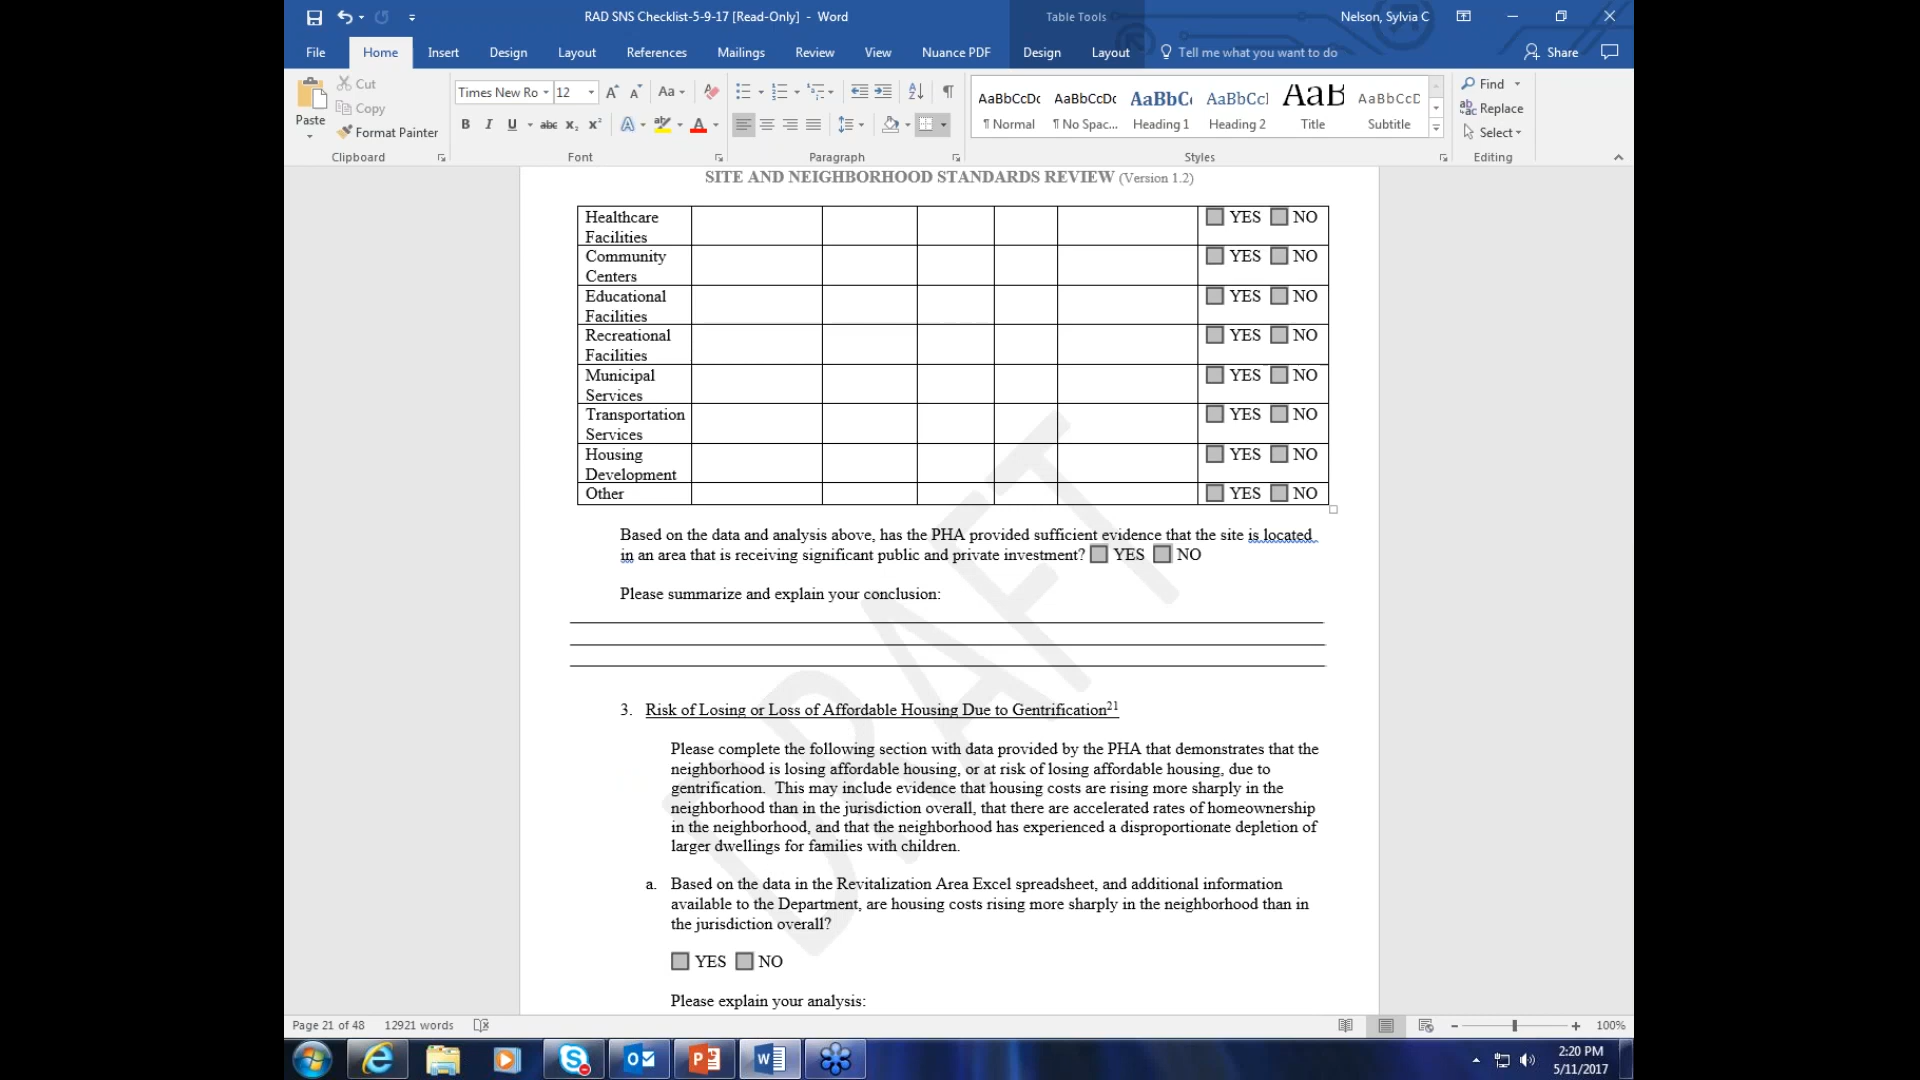 RAD SNS Checklist-5-9-17 [Read-Only] - Word
Table Tools
Nelson, Sylvia C
File Home Insert Design Layout References Mailings Review View Nuance PDF Design Layout Tell me what you want to do Share
Paste
Cut
Copy
Format Painter
Clipboard
Times New Ro 12
Font
Paragraph
AaBbCcDc AaBbCcDc AaBbC AaBbCcl AaB AaBbCcD
¶ Normal ¶ No Spac... Heading 1 Heading 2 Title Subtitle
Styles
Find
Replace
Select
Editing
SITE AND NEIGHBORHOOD STANDARDS REVIEW (Version 1.2)
Healthcare YES NO
Facilities
Community YES NO
Centers
Educational YES NO
Facilities
Recreational YES NO
Facilities
Municipal YES NO
Services
Transportation YES NO
Services
Housing YES NO
Development
Other YES NO
Based on the data and analysis above, has the PHA provided sufficient evidence that the site is located
in an area that is receiving significant public and private investment? YES NO
Please summarize and explain your conclusion:
3. Risk of Losing or Loss of Affordable Housing Due to Gentrification21
Please complete the following section with data provided by the PHA that demonstrates that the
neighborhood is losing affordable housing, or at risk of losing affordable housing, due to
gentrification. This may include evidence that housing costs are rising more sharply in the
neighborhood than in the jurisdiction overall, that there are accelerated rates of homeownership
in the neighborhood, and that the neighborhood has experienced a disproportionate depletion of
larger dwellings for families with children.
a. Based on the data in the Revitalization Area Excel spreadsheet, and additional information
available to the Department, are housing costs rising more sharply in the neighborhood than in
the jurisdiction overall?
YES NO
Please explain your analysis:
DRAFT
Page 21 of 48 12921 words
100%
2:20 PM
5/11/2017